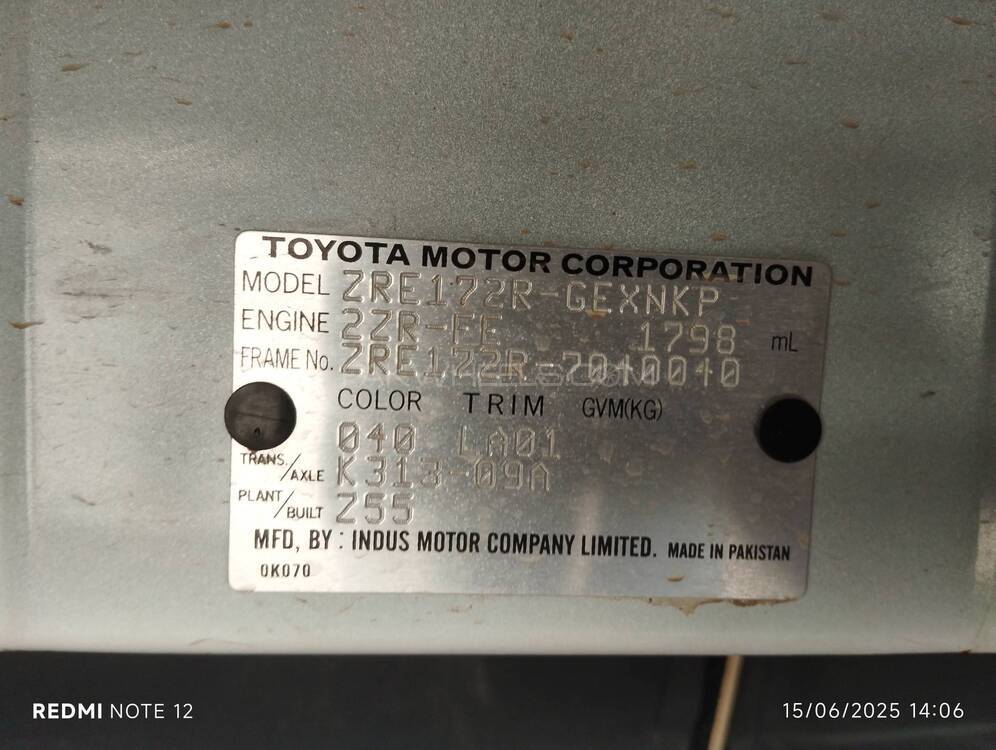 TOYOTA MOTOR CORPORATION
MODEL ZRE172R-GEXNKP
ENGINE 2ZR-FE 1798 mL
FRAME No. ZRE172R-7040040
COLOR TRIM GVM(KG)
040 LA01
TRANS./AXLE K313-09A
PLANT/BUILT Z55
MFD, BY : INDUS MOTOR COMPANY LIMITED. MADE IN PAKISTAN
0K070
REDMI NOTE 12 15/06/2025 14:06